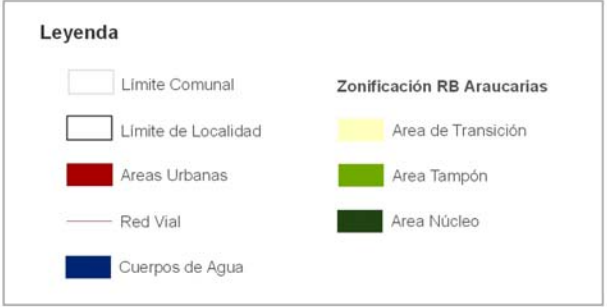 Leyenda
Límite Comunal
Límite de Localidad
Areas Urbanas
Red Vial
Cuerpos de Agua
Zonificación RB Araucarias
Area de Transición
Area Tampón
Area Núcleo